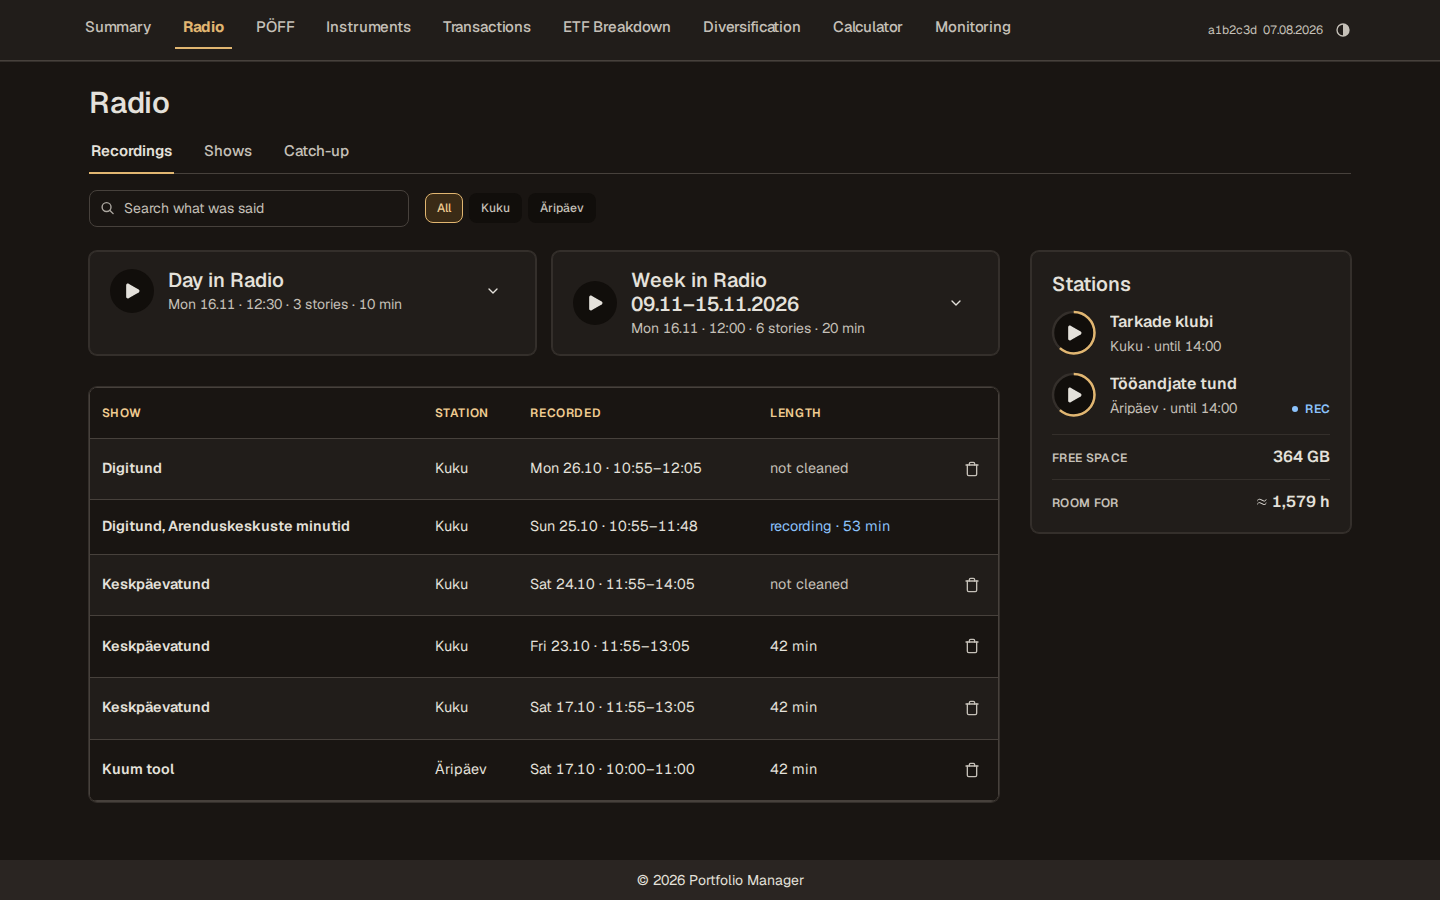 Summary Radio PÖFF Instruments Transactions ETF Breakdown Diversification Calculator Monitoring a1b2c3d 07.08.2026
Radio
Recordings Shows Catch-up
Search what was said All Kuku Äripäev
Day in Radio
Mon 16.11 · 12:30 · 3 stories · 10 min
Week in Radio
09.11–15.11.2026
Mon 16.11 · 12:00 · 6 stories · 20 min
SHOW STATION RECORDED LENGTH
Digitund Kuku Mon 26.10 · 10:55–12:05 not cleaned
Digitund, Arenduskeskuste minutid Kuku Sun 25.10 · 10:55–11:48 recording · 53 min
Keskpäevatund Kuku Sat 24.10 · 11:55–14:05 not cleaned
Keskpäevatund Kuku Fri 23.10 · 11:55–13:05 42 min
Keskpäevatund Kuku Sat 17.10 · 11:55–13:05 42 min
Kuum tool Äripäev Sat 17.10 · 10:00–11:00 42 min
Stations
Tarkade klubi
Kuku · until 14:00
Tööandjate tund
Äripäev · until 14:00 REC
FREE SPACE 364 GB
ROOM FOR ≈ 1,579 h
© 2026 Portfolio Manager